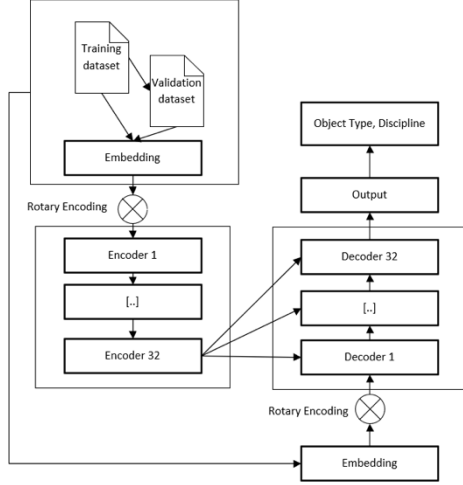 Training
dataset
Validation
dataset
Embedding
Rotary Encoding
Encoder 1
[..]
Encoder 32
Object Type, Discipline
Output
Decoder 32
[..]
Decoder 1
Rotary Encoding
Embedding